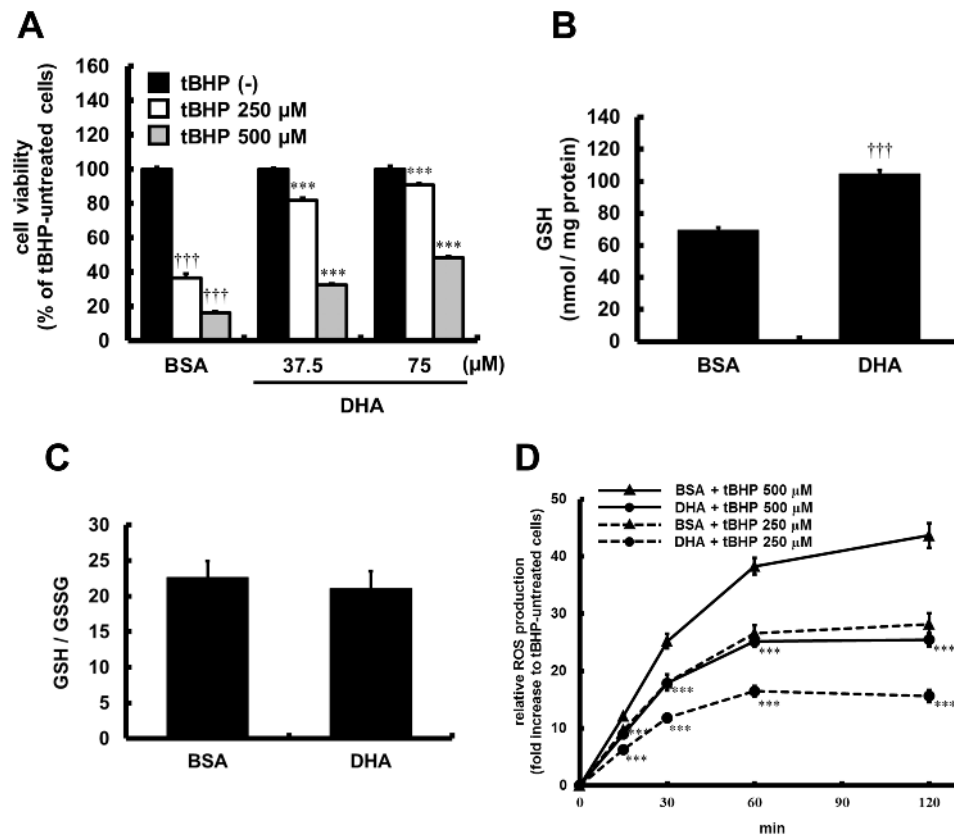 A
cell viability
(% of tBHP-untreated cells)
160
140
120
100
80
60
40
20
0
tBHP (-)
tBHP 250 µM
tBHP 500 µM
†††
†††
***
***
***
***
BSA
37.5
75
(µM)
DHA
B
GSH
(nmol / mg protein)
140
120
100
80
60
40
20
0
†††
BSA
DHA
C
GSH / GSSG
30
25
20
15
10
5
0
BSA
DHA
D
BSA + tBHP 500 µM
DHA + tBHP 500 µM
BSA + tBHP 250 µM
DHA + tBHP 250 µM
relative ROS production
(fold increase to tBHP-untreated cells)
50
40
30
20
10
0
***
***
***
***
***
***
***
***
0
30
60
90
120
min